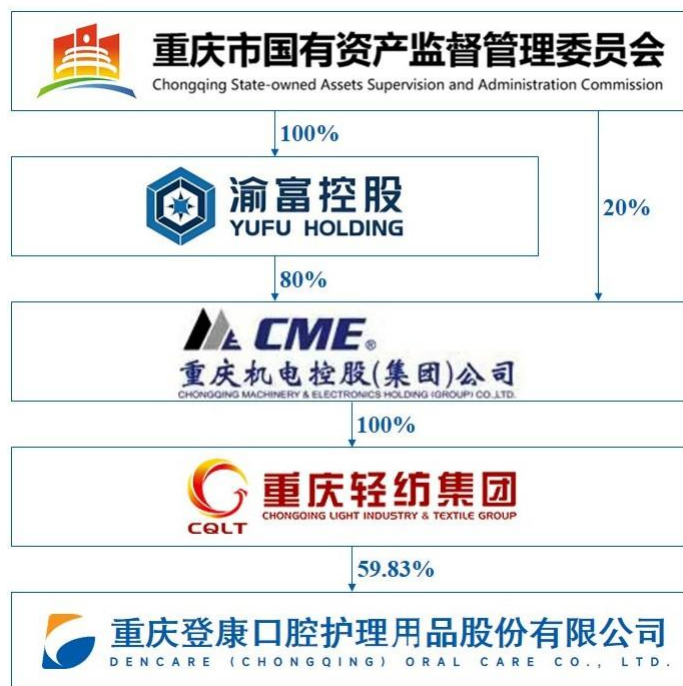 重庆市国有资产监督管理委员会
Chongqing State-owned Assets Supervision and Administration Commission
100%
20%
渝富控股
YUFU HOLDING
80%
CME®
重庆机电控股(集团)公司
CHONGQING MACHINERY & ELECTRONICS HOLDING (GROUP) CO.,LTD.
100%
重庆轻纺集团
CHONGQING LIGHT INDUSTRY & TEXTILE GROUP
CQLT
59.83%
重庆登康口腔护理用品股份有限公司
DENCARE (CHONGQING) ORAL CARE CO., LTD.